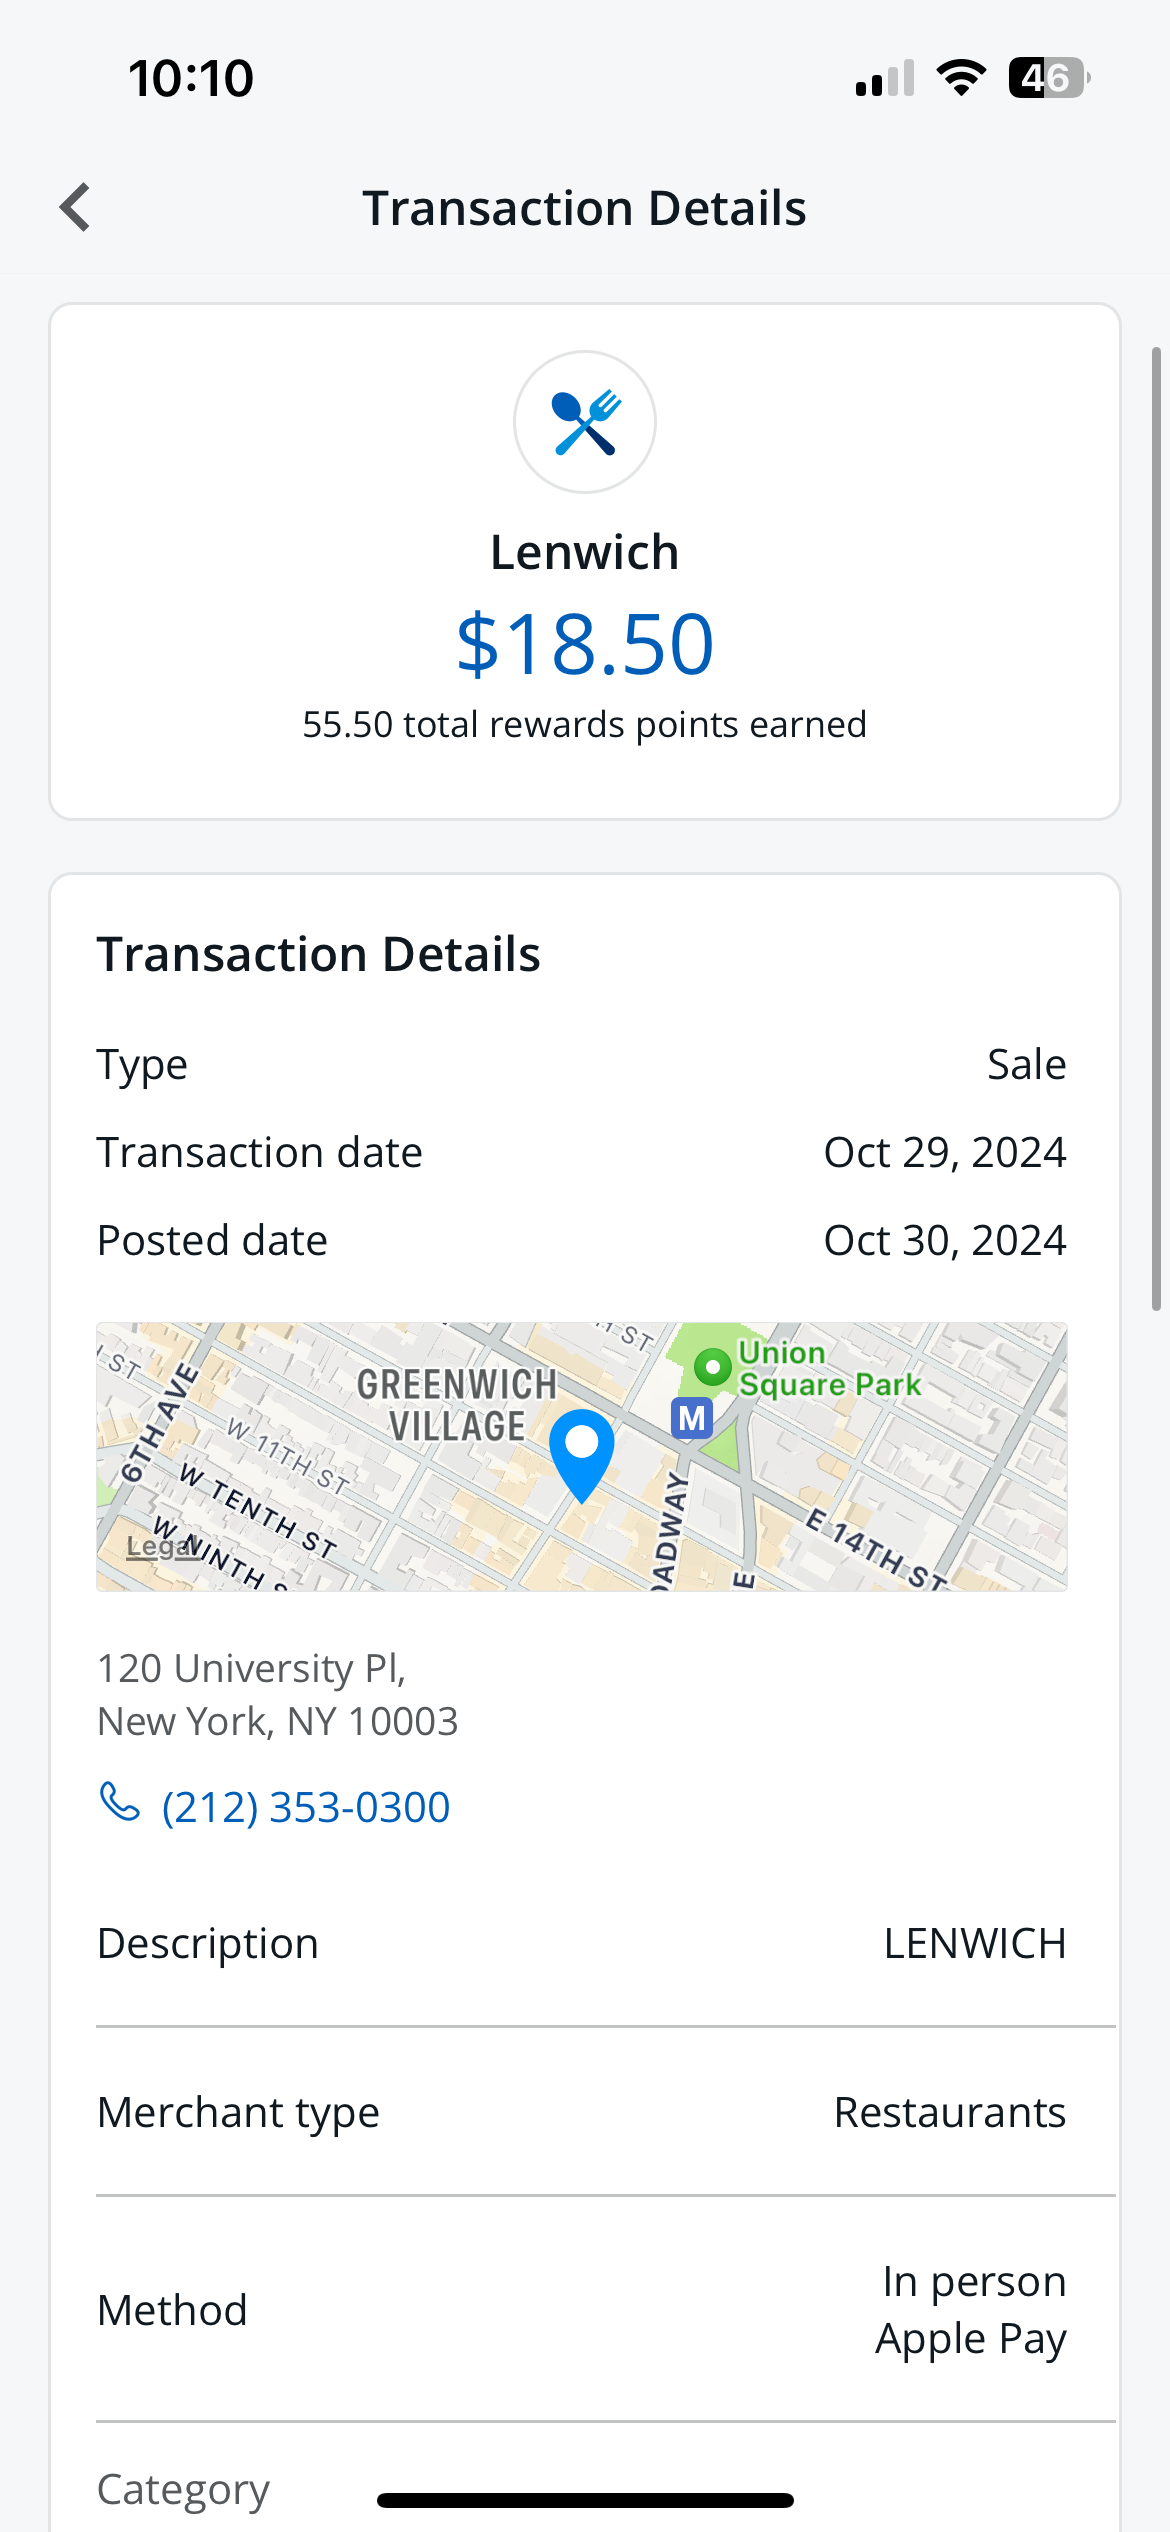 10:10
46
Transaction Details
Lenwich
$18.50
55.50 total rewards points earned
Transaction Details
Type Sale
Transaction date Oct 29, 2024
Posted date Oct 30, 2024
ST
6TH AVE
W 11TH ST
W TENTH ST
W NINTH S
GREENWICH
VILLAGE
ST
Union
Square Park
M
OADWAY
E
E 14TH ST
Legal
120 University Pl,
New York, NY 10003
(212) 353-0300
Description LENWICH
Merchant type Restaurants
Method In person
Apple Pay
Category